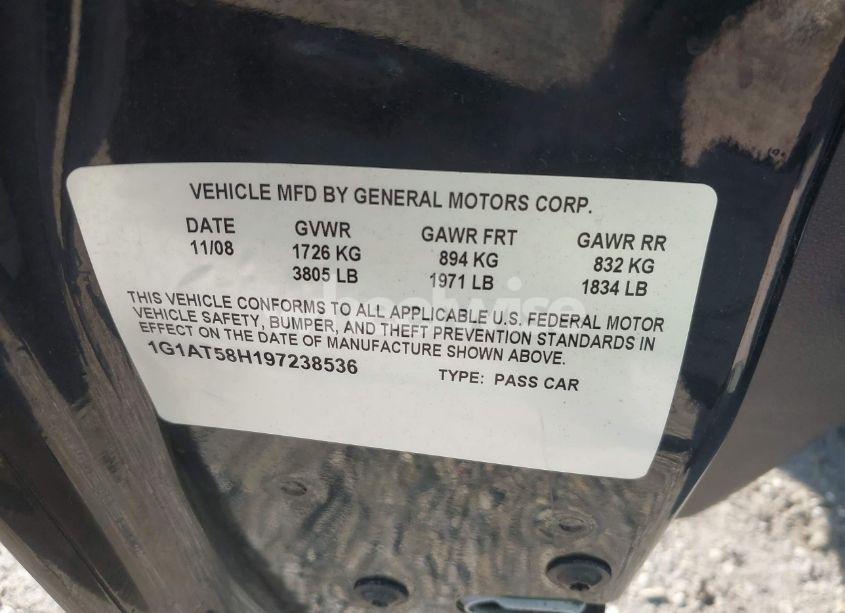 VEHICLE MFD BY GENERAL MOTORS CORP.
DATE GVWR GAWR FRT GAWR RR
11/08 1726 KG 894 KG 832 KG
3805 LB 1971 LB 1834 LB
THIS VEHICLE CONFORMS TO ALL APPLICABLE U.S. FEDERAL MOTOR
VEHICLE SAFETY, BUMPER, AND THEFT PREVENTION STANDARDS IN
EFFECT ON THE DATE OF MANUFACTURE SHOWN ABOVE.
1G1AT58H197238536 TYPE: PASS CAR